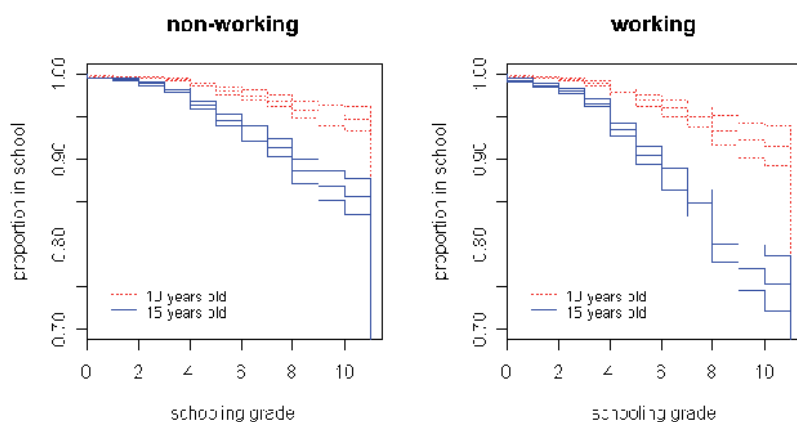 non-working
proportion in school
1.00
0.90
0.80
0.70
10 years old
15 years old
0 2 4 6 8 10
schooling grade
working
proportion in school
1.00
0.90
0.80
0.70
10 years old
15 years old
0 2 4 6 8 10
schooling grade